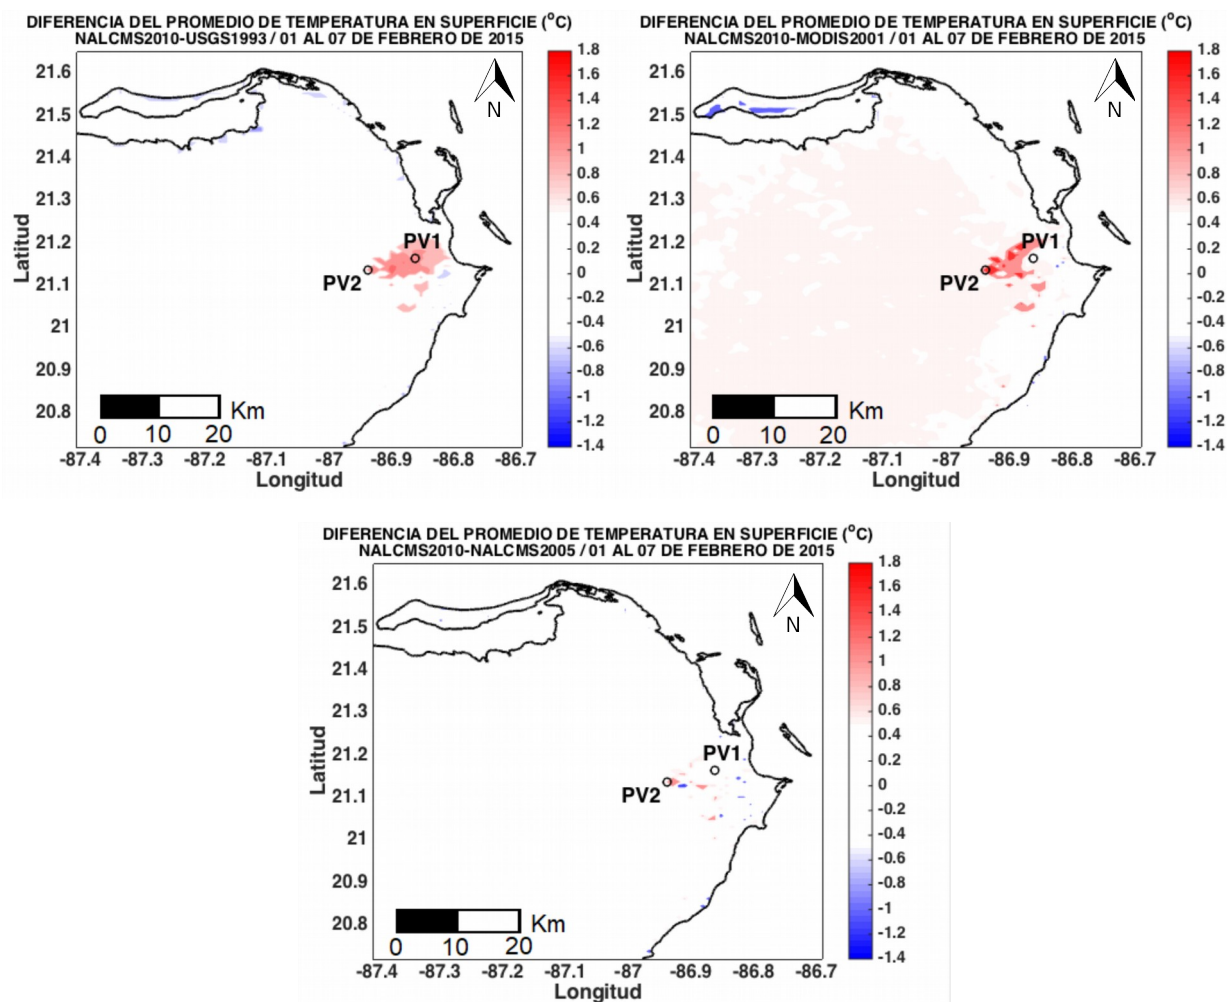 DIFERENCIA DEL PROMEDIO DE TEMPERATURA EN SUPERFICIE (°C)
NALCMS2010-USGS1993 / 01 AL 07 DE FEBRERO DE 2015
21.6
21.5
21.4
21.3
21.2
21.1
21
20.9
20.8
Latitud
N
PV1
PV2
Km
0 10 20
-87.4 -87.3 -87.2 -87.1 -87 -86.9 -86.8 -86.7
Longitud
1.8
1.6
1.4
1.2
1
0.8
0.6
0.4
0.2
0
-0.2
-0.4
-0.6
-0.8
-1
-1.2
-1.4
DIFERENCIA DEL PROMEDIO DE TEMPERATURA EN SUPERFICIE (°C)
NALCMS2010-MODIS2001 / 01 AL 07 DE FEBRERO DE 2015
21.6
21.5
21.4
21.3
21.2
21.1
21
20.9
20.8
Latitud
N
PV1
PV2
Km
0 10 20
-87.4 -87.3 -87.2 -87.1 -87 -86.9 -86.8 -86.7
Longitud
1.8
1.6
1.4
1.2
1
0.8
0.6
0.4
0.2
0
-0.2
-0.4
-0.6
-0.8
-1
-1.2
-1.4
DIFERENCIA DEL PROMEDIO DE TEMPERATURA EN SUPERFICIE (°C)
NALCMS2010-NALCMS2005 / 01 AL 07 DE FEBRERO DE 2015
21.6
21.5
21.4
21.3
21.2
21.1
21
20.9
20.8
Latitud
N
PV1
PV2
Km
0 10 20
-87.4 -87.3 -87.2 -87.1 -87 -86.9 -86.8 -86.7
Longitud
1.8
1.6
1.4
1.2
1
0.8
0.6
0.4
0.2
0
-0.2
-0.4
-0.6
-0.8
-1
-1.2
-1.4